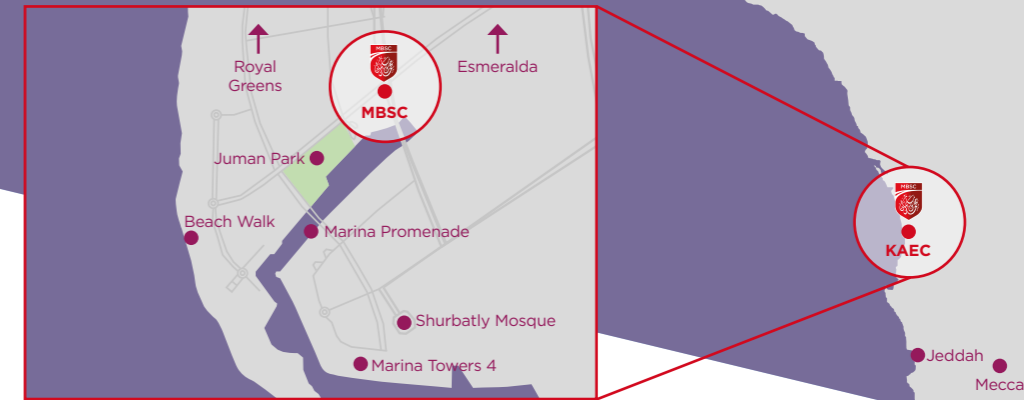 Royal
Greens
MBSC
MBSC
Esmeralda
Juman Park
Beach Walk
Marina Promenade
Shurbatly Mosque
Marina Towers 4
MBSC
KAEC
Jeddah
Mecca